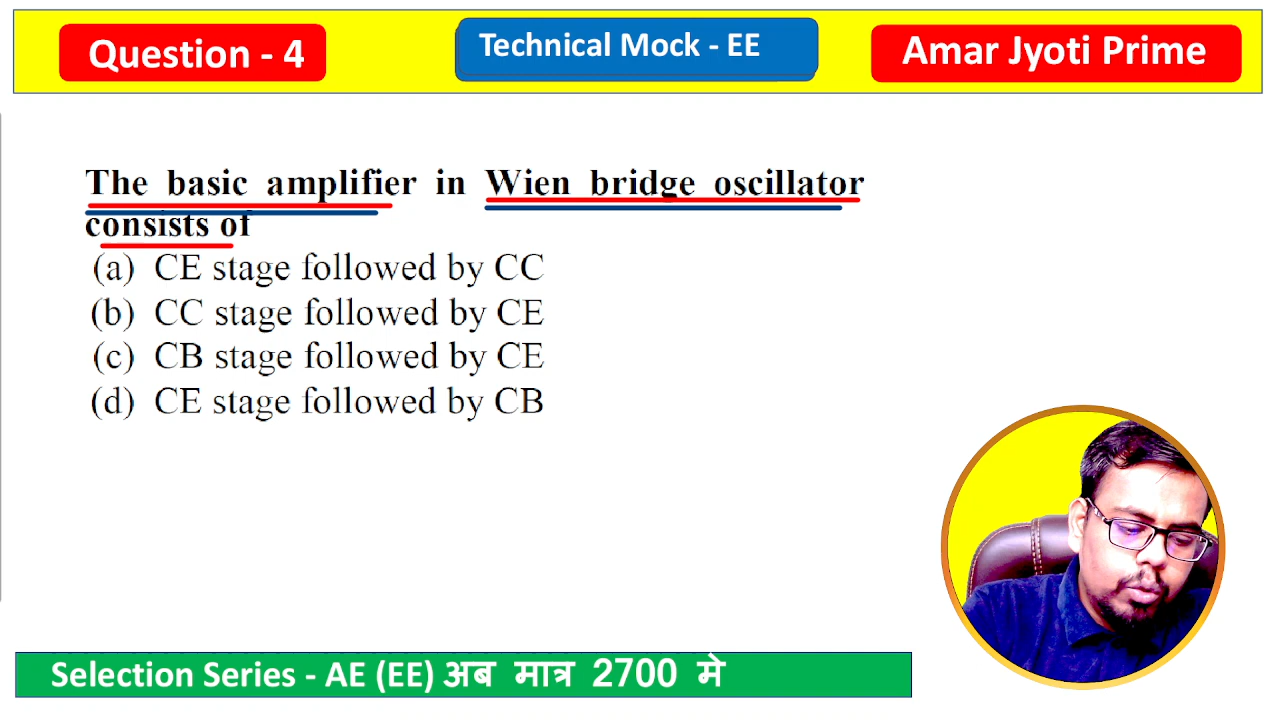 Question - 4
Technical Mock - EE
Amar Jyoti Prime
The basic amplifier in Wien bridge oscillator
consists of
(a) CE stage followed by CC
(b) CC stage followed by CE
(c) CB stage followed by CE
(d) CE stage followed by CB
Selection Series - AE (EE) अब मात्र 2700 मे